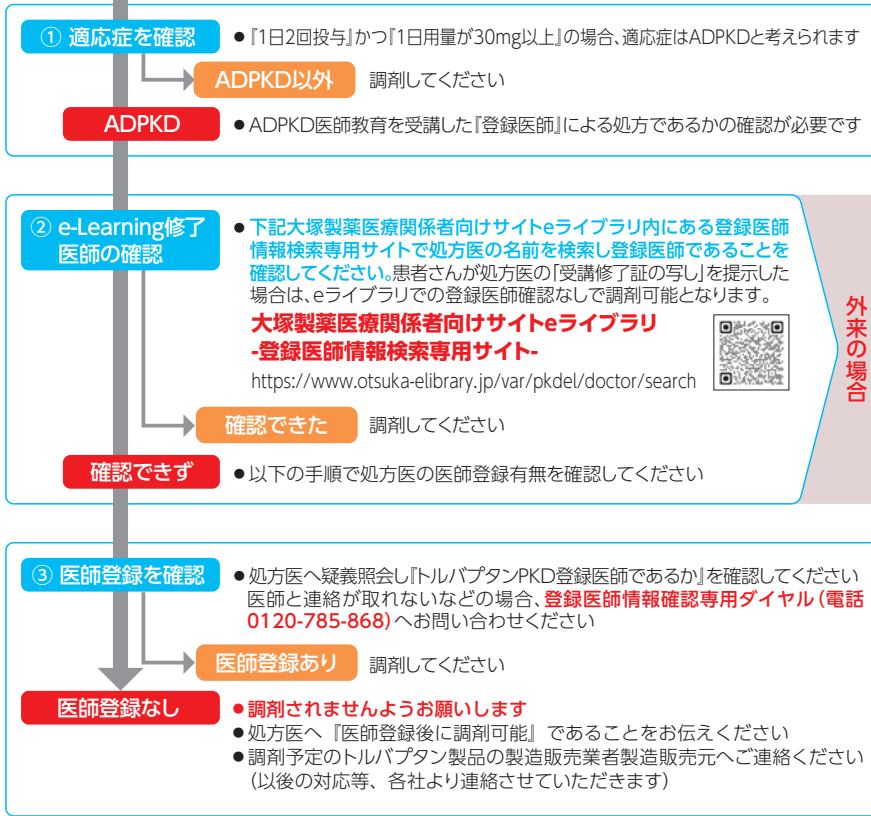 ① 適応症を確認
●『1日2回投与』かつ『1日用量が30mg以上』の場合、適応症はADPKDと考えられます
ADPKD以外
調剤してください
ADPKD
●ADPKD医師教育を受講した『登録医師』による処方であるかの確認が必要です
② e-Learning修了
医師の確認
●下記大塚製薬医療関係者向けサイトeライブラリ内にある登録医師
情報検索専用サイトで処方医の名前を検索し登録医師であることを
確認してください。患者さんが処方医の「受講修了証の写し」を提示した
場合は、eライブラリでの登録医師確認なしで調剤可能となります。
大塚製薬医療関係者向けサイトeライブラリ
-登録医師情報検索専用サイト-
https://www.otsuka-elibrary.jp/var/pkdel/doctor/search
外来の場合
確認できた
調剤してください
確認できず
●以下の手順で処方医の医師登録有無を確認してください
③ 医師登録を確認
●処方医へ疑義照会し『トルバプタンPKD登録医師であるか』を確認してください
医師と連絡が取れないなどの場合、登録医師情報確認専用ダイヤル(電話
0120-785-868)へお問い合わせください
医師登録あり
調剤してください
医師登録なし
●調剤されませんようお願いします
●処方医へ『医師登録後に調剤可能』であることをお伝えください
●調剤予定のトルバプタン製品の製造販売業者製造販売元へご連絡ください
(以後の対応等、各社より連絡させていただきます)